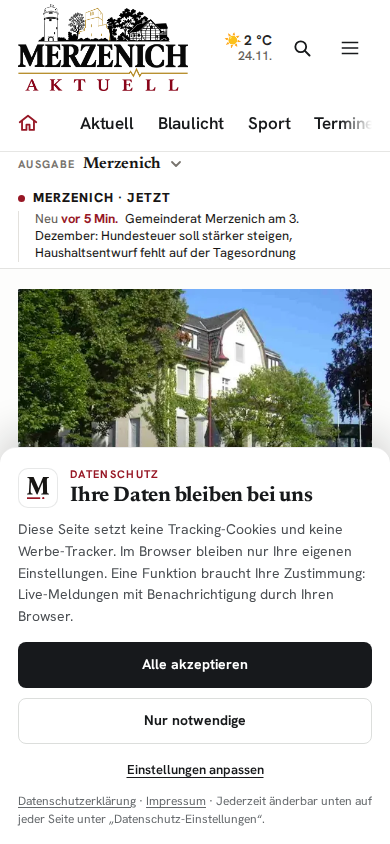 MERZENICH
AKTUELL
☀️ 2 °C
24.11.
Aktuell Blaulicht Sport Termine
AUSGABE Merzenich
MERZENICH · JETZT
Neu vor 5 Min. Gemeinderat Merzenich am 3.
Dezember: Hundesteuer soll stärker steigen,
Haushaltsentwurf fehlt auf der Tagesordnung
M
DATENSCHUTZ
Ihre Daten bleiben bei uns
Diese Seite setzt keine Tracking-Cookies und keine
Werbe-Tracker. Im Browser bleiben nur Ihre eigenen
Einstellungen. Eine Funktion braucht Ihre Zustimmung:
Live-Meldungen mit Benachrichtigung durch Ihren
Browser.
Alle akzeptieren
Nur notwendige
Einstellungen anpassen
Datenschutzerklärung · Impressum · Jederzeit änderbar unten auf
jeder Seite unter „Datenschutz-Einstellungen“.